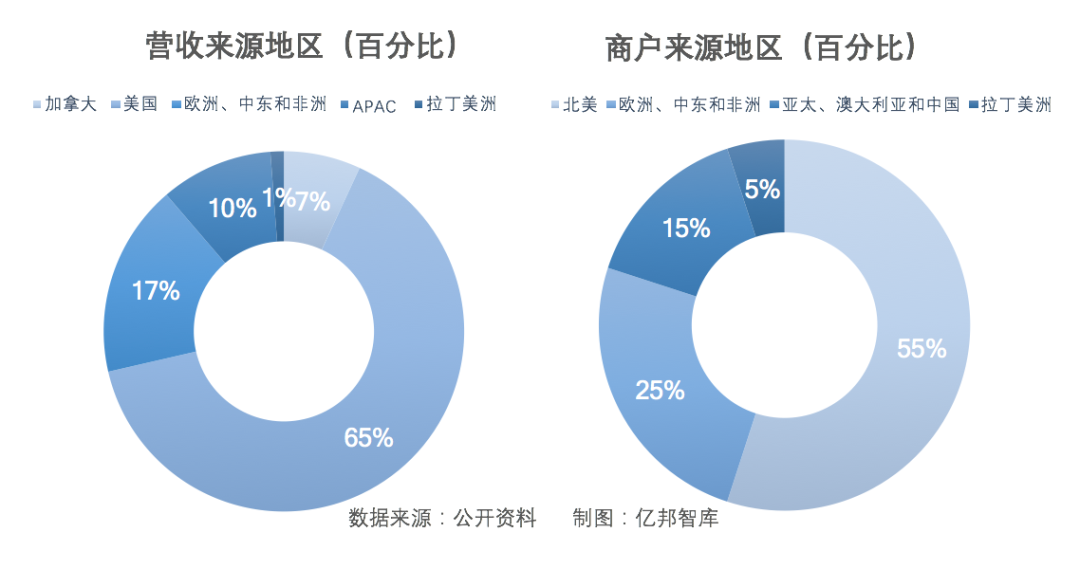 营收来源地区（百分比）
加拿大 美国 欧洲、中东和非洲 APAC 拉丁美洲
1% 7%
10%
17%
65%
商户来源地区（百分比）
北美 欧洲、中东和非洲 亚太、澳大利亚和中国 拉丁美洲
5%
15%
55%
25%
数据来源：公开资料 制图：亿邦智库